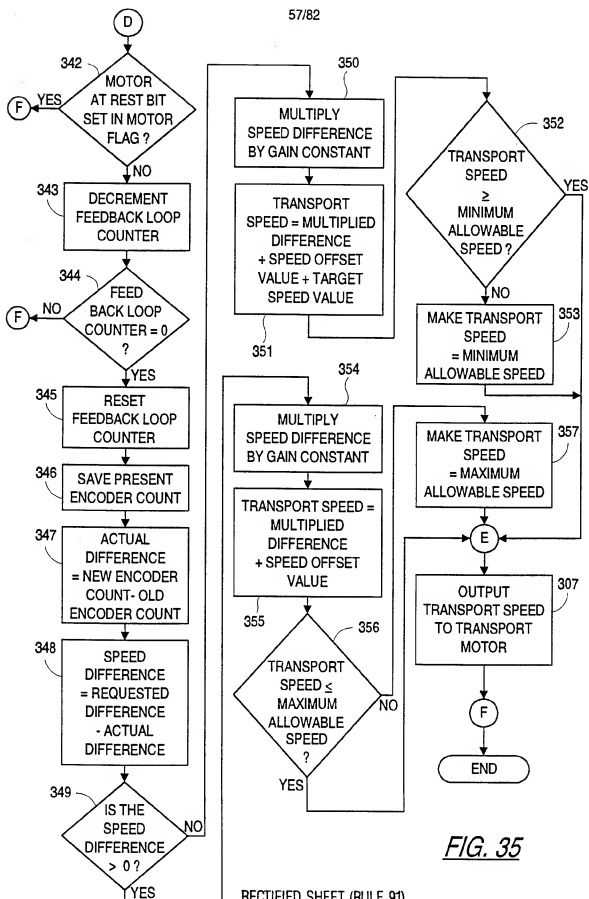 57/82
D
342
MOTOR
AT REST BIT
SET IN MOTOR
FLAG ?
YES
F
NO
343
DECREMENT
FEEDBACK LOOP
COUNTER
344
FEED
BACK LOOP
COUNTER = 0
?
NO
F
YES
345
RESET
FEEDBACK LOOP
COUNTER
346
SAVE PRESENT
ENCODER COUNT
347
ACTUAL
DIFFERENCE
= NEW ENCODER
COUNT- OLD
ENCODER COUNT
348
SPEED
DIFFERENCE
= REQUESTED
DIFFERENCE
- ACTUAL
DIFFERENCE
349
IS THE
SPEED
DIFFERENCE
> 0 ?
NO
YES
350
MULTIPLY
SPEED DIFFERENCE
BY GAIN CONSTANT
TRANSPORT
SPEED = MULTIPLIED
DIFFERENCE
+ SPEED OFFSET
VALUE + TARGET
SPEED VALUE
351
352
TRANSPORT
SPEED
≥
MINIMUM
ALLOWABLE
SPEED ?
YES
NO
353
MAKE TRANSPORT
SPEED
= MINIMUM
ALLOWABLE SPEED
354
MULTIPLY
SPEED DIFFERENCE
BY GAIN CONSTANT
TRANSPORT SPEED =
MULTIPLIED
DIFFERENCE
+ SPEED OFFSET
VALUE
355
356
TRANSPORT
SPEED ≤
MAXIMUM
ALLOWABLE
SPEED
?
NO
YES
357
MAKE TRANSPORT
SPEED
= MAXIMUM
ALLOWABLE SPEED
E
307
OUTPUT
TRANSPORT SPEED
TO TRANSPORT
MOTOR
F
END
FIG. 35
RECTIFIED SHEET (RULE 91)